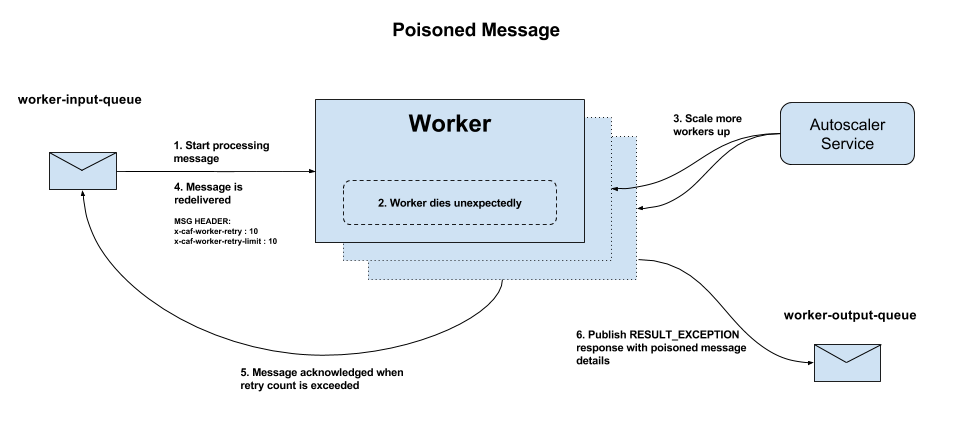 Poisoned Message
worker-input-queue
Worker
1. Start processing
message
4. Message is
redelivered
MSG HEADER:
x-caf-worker-retry : 10
x-caf-worker-retry-limit : 10
2. Worker dies unexpectedly
3. Scale more
workers up
Autoscaler
Service
5. Message acknowledged when
retry count is exceeded
6. Publish RESULT_EXCEPTION
response with poisoned message
details
worker-output-queue